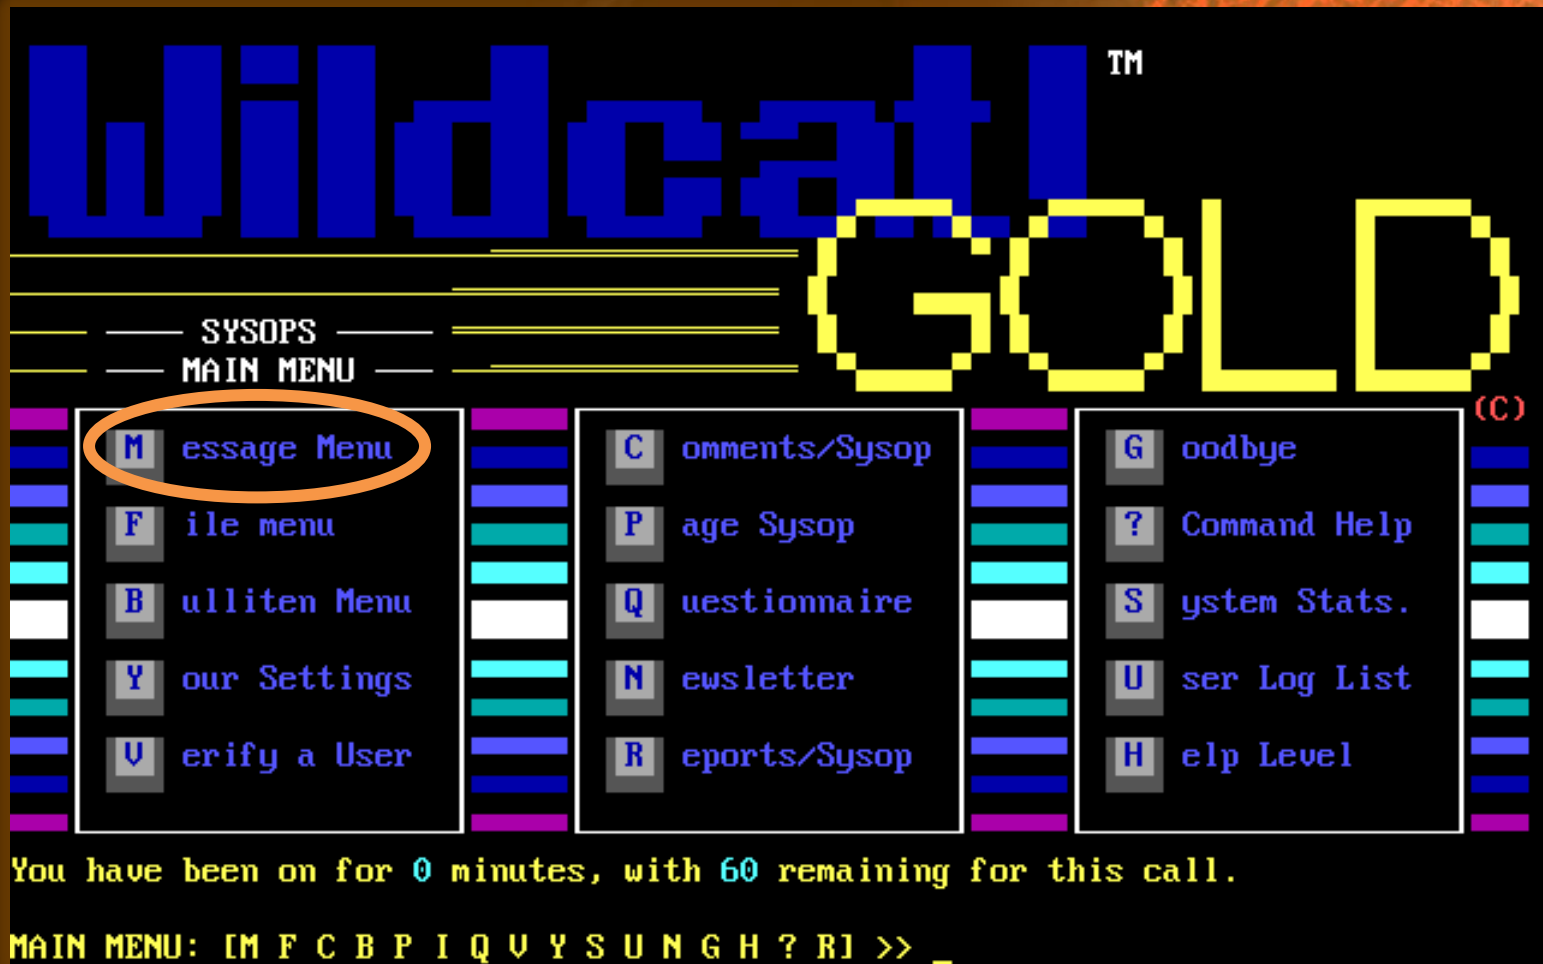 Wildcat! TM
GOLD
SYSOPS
MAIN MENU
(C)
M essage Menu
F ile menu
B ulliten Menu
Y our Settings
V erify a User
C omments/Sysop
P age Sysop
Q uestionnaire
N ewsletter
R eports/Sysop
G oodbye
? Command Help
S ystem Stats.
U ser Log List
H elp Level
You have been on for 0 minutes, with 60 remaining for this call.
MAIN MENU: [M F C B P I Q V Y S U N G H ? R] >> _